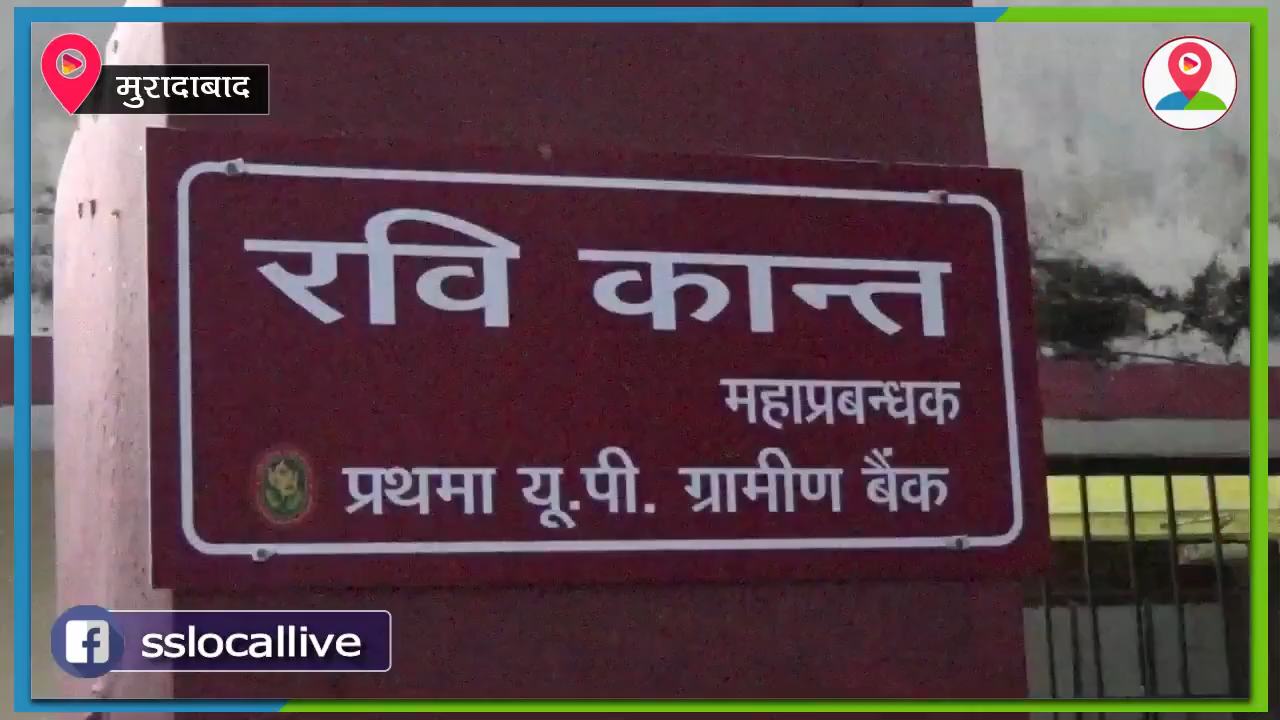 मुरादाबाद
रवि कान्त
महाप्रबन्धक
प्रथमा यू.पी. ग्रामीण बैंक
sslocallive